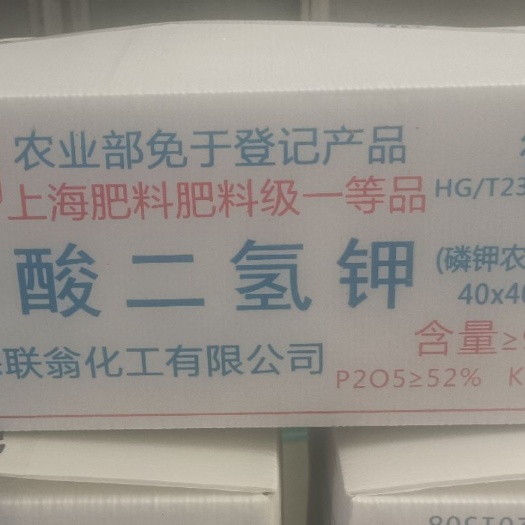 农业部免于登记产品
上海肥料肥料级一等品 HG/T23
酸二氢钾 (磷钾农
40x40
联翁化工有限公司 含量≥
P2O5≥52% K